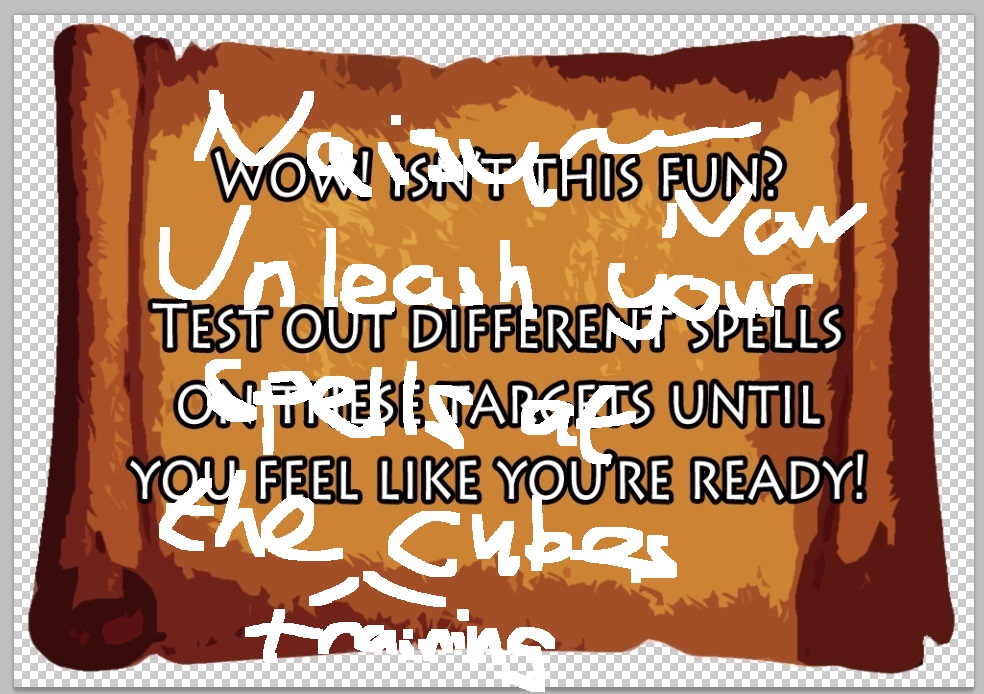 WOW! ISN'T THIS FUN?
Now
Unleash your
TEST OUT DIFFERENT SPELLS
spells at
ON THESE TARGETS UNTIL
YOU FEEL LIKE YOU'RE READY!
the cubes
training